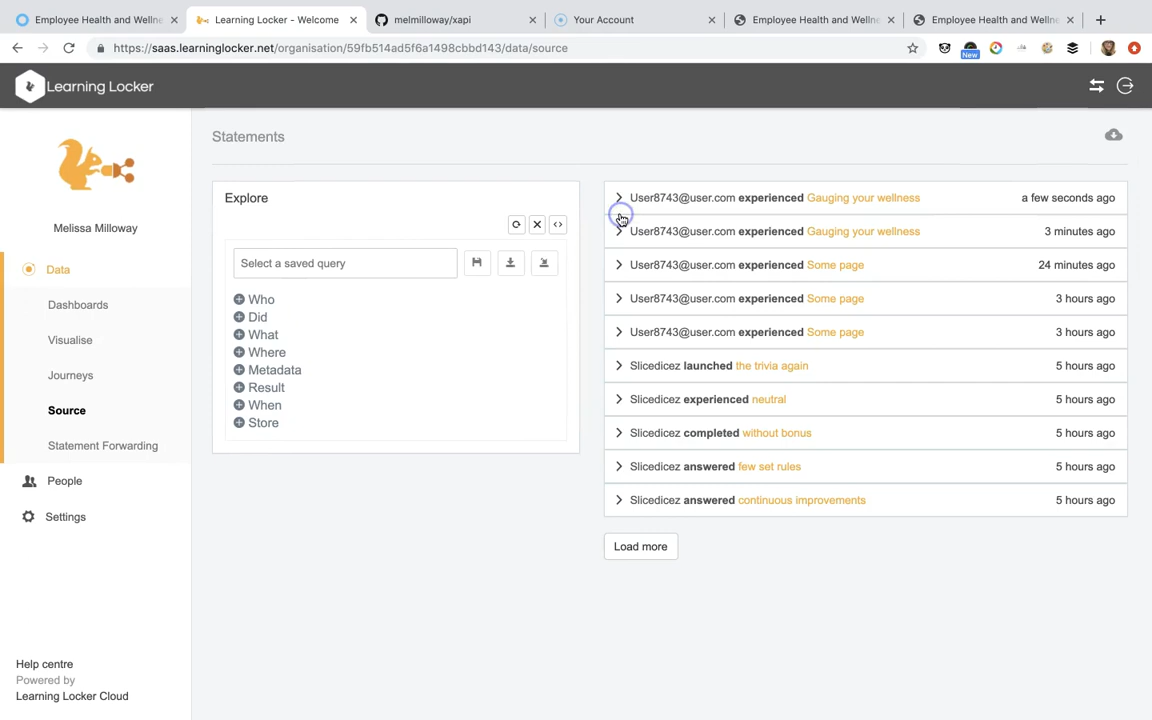 Employee Health and Wellne
Learning Locker - Welcome
melmilloway/xapi
Your Account
Employee Health and Wellne
Employee Health and Wellne
https://saas.learninglocker.net/organisation/59fb514ad5f6a1498cbbd143/data/source
New
Learning Locker
Melissa Milloway
Data
Dashboards
Visualise
Journeys
Source
Statement Forwarding
People
Settings
Help centre
Powered by
Learning Locker Cloud
Statements
Explore
Select a saved query
Who
Did
What
Where
Metadata
Result
When
Store
User8743@user.com experienced Gauging your wellness a few seconds ago
User8743@user.com experienced Gauging your wellness 3 minutes ago
User8743@user.com experienced Some page 24 minutes ago
User8743@user.com experienced Some page 3 hours ago
User8743@user.com experienced Some page 3 hours ago
Slicedicez launched the trivia again 5 hours ago
Slicedicez experienced neutral 5 hours ago
Slicedicez completed without bonus 5 hours ago
Slicedicez answered few set rules 5 hours ago
Slicedicez answered continuous improvements 5 hours ago
Load more